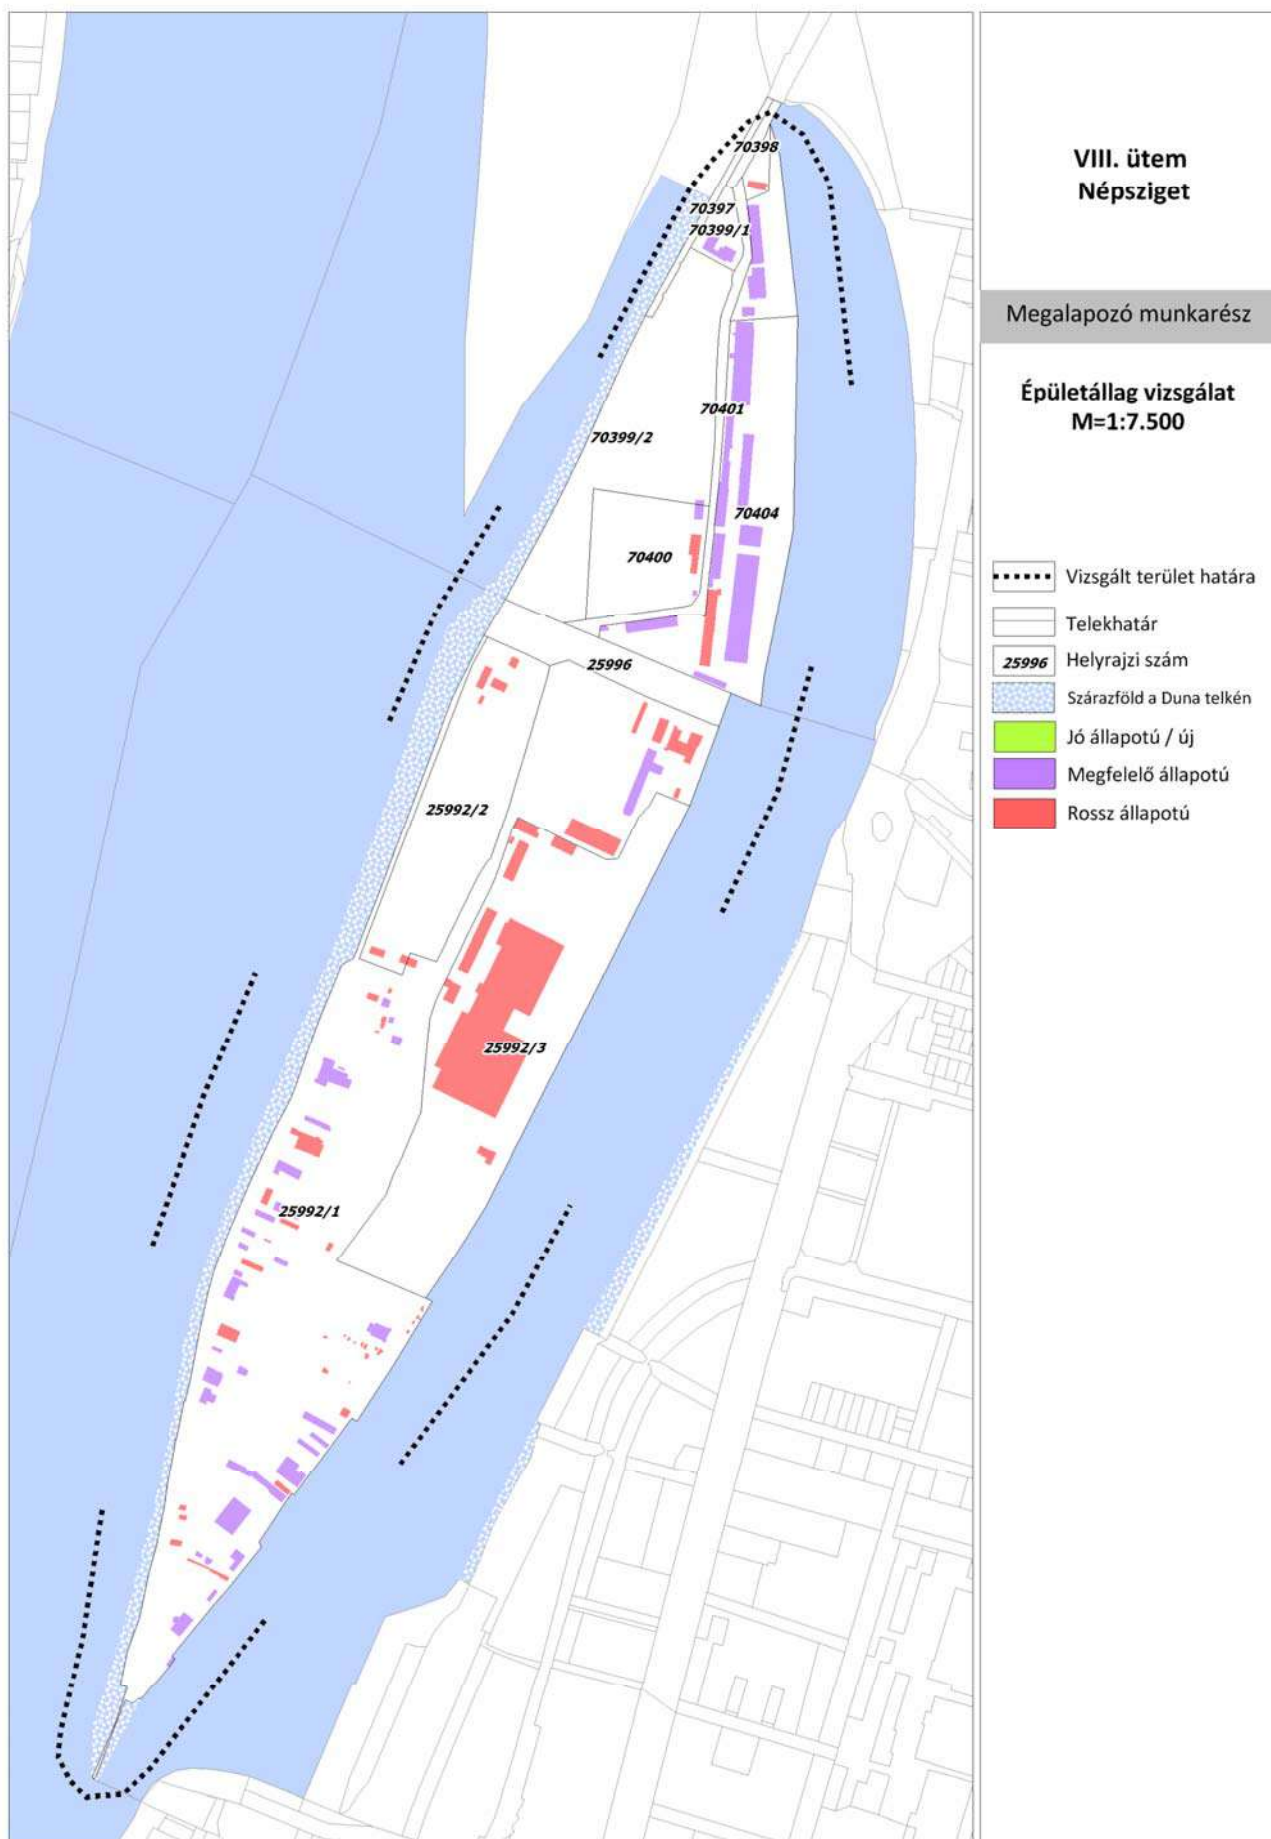 VIII. ütem
Népsziget
Megalapozó munkarész
Épületállag vizsgálat
M=1:7.500
Vizsgált terület határa
Telekhatár
25996 Helyrajzi szám
Szárazföld a Duna telkén
Jó állapotú / új
Megfelelő állapotú
Rossz állapotú
70398
70397
70399/1
70401
70399/2
70404
70400
25996
25992/2
25992/3
25992/1